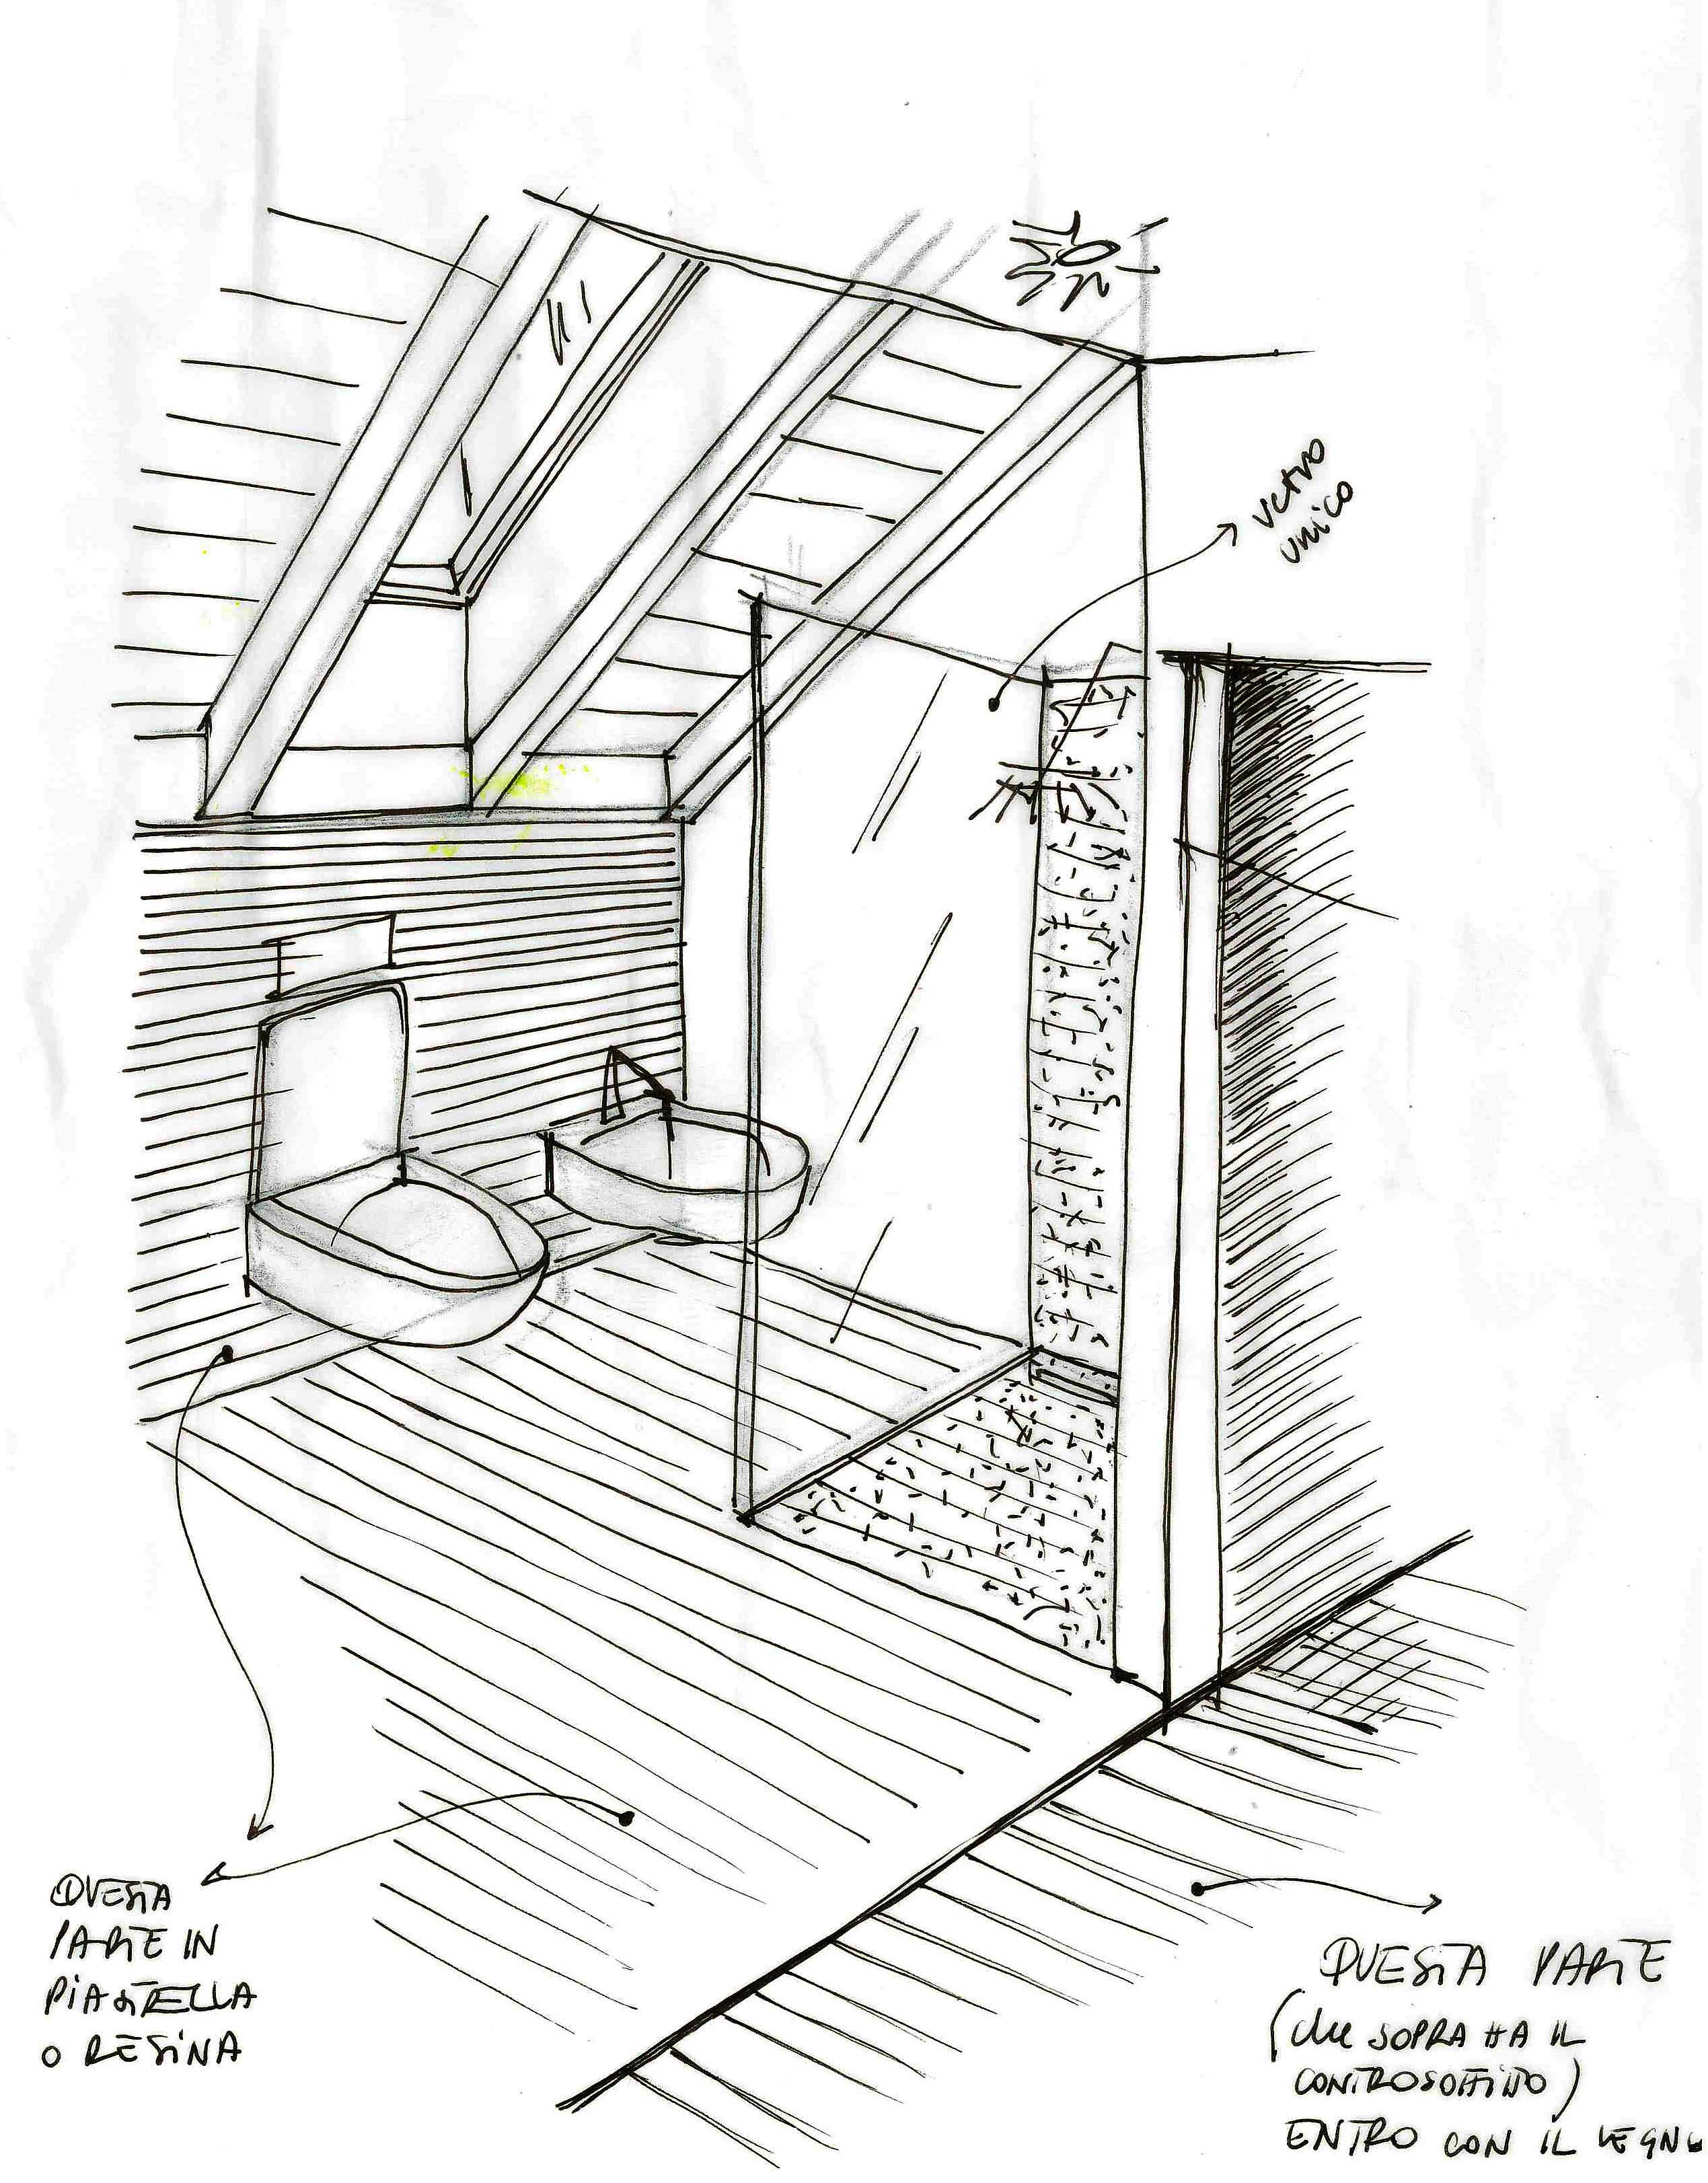 vetro
unico
QUESTA
PARTE IN
PIASTRELLA
O RESINA
QUESTA PARTE
(che SOPRA HA IL
CONTROSOFFITTO)
ENTRO CON IL LEGNO